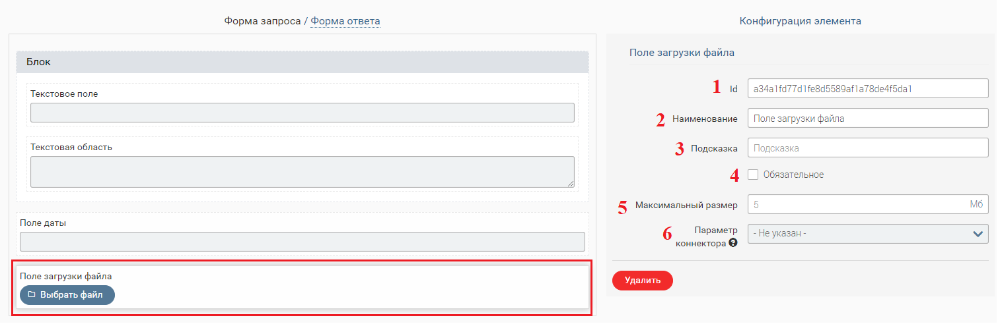 Форма запроса / Форма ответа
Блок
Текстовое поле
Текстовая область
Поле даты
Поле загрузки файла
Выбрать файл
Конфигурация элемента
Поле загрузки файла
1 Id a34a1fd77d1fe8d5589af1a78de4f5da1
2 Наименование Поле загрузки файла
3 Подсказка Подсказка
4 Обязательное
5 Максимальный размер 5 Мб
6 Параметр
коннектора ? - Не указан -
Удалить